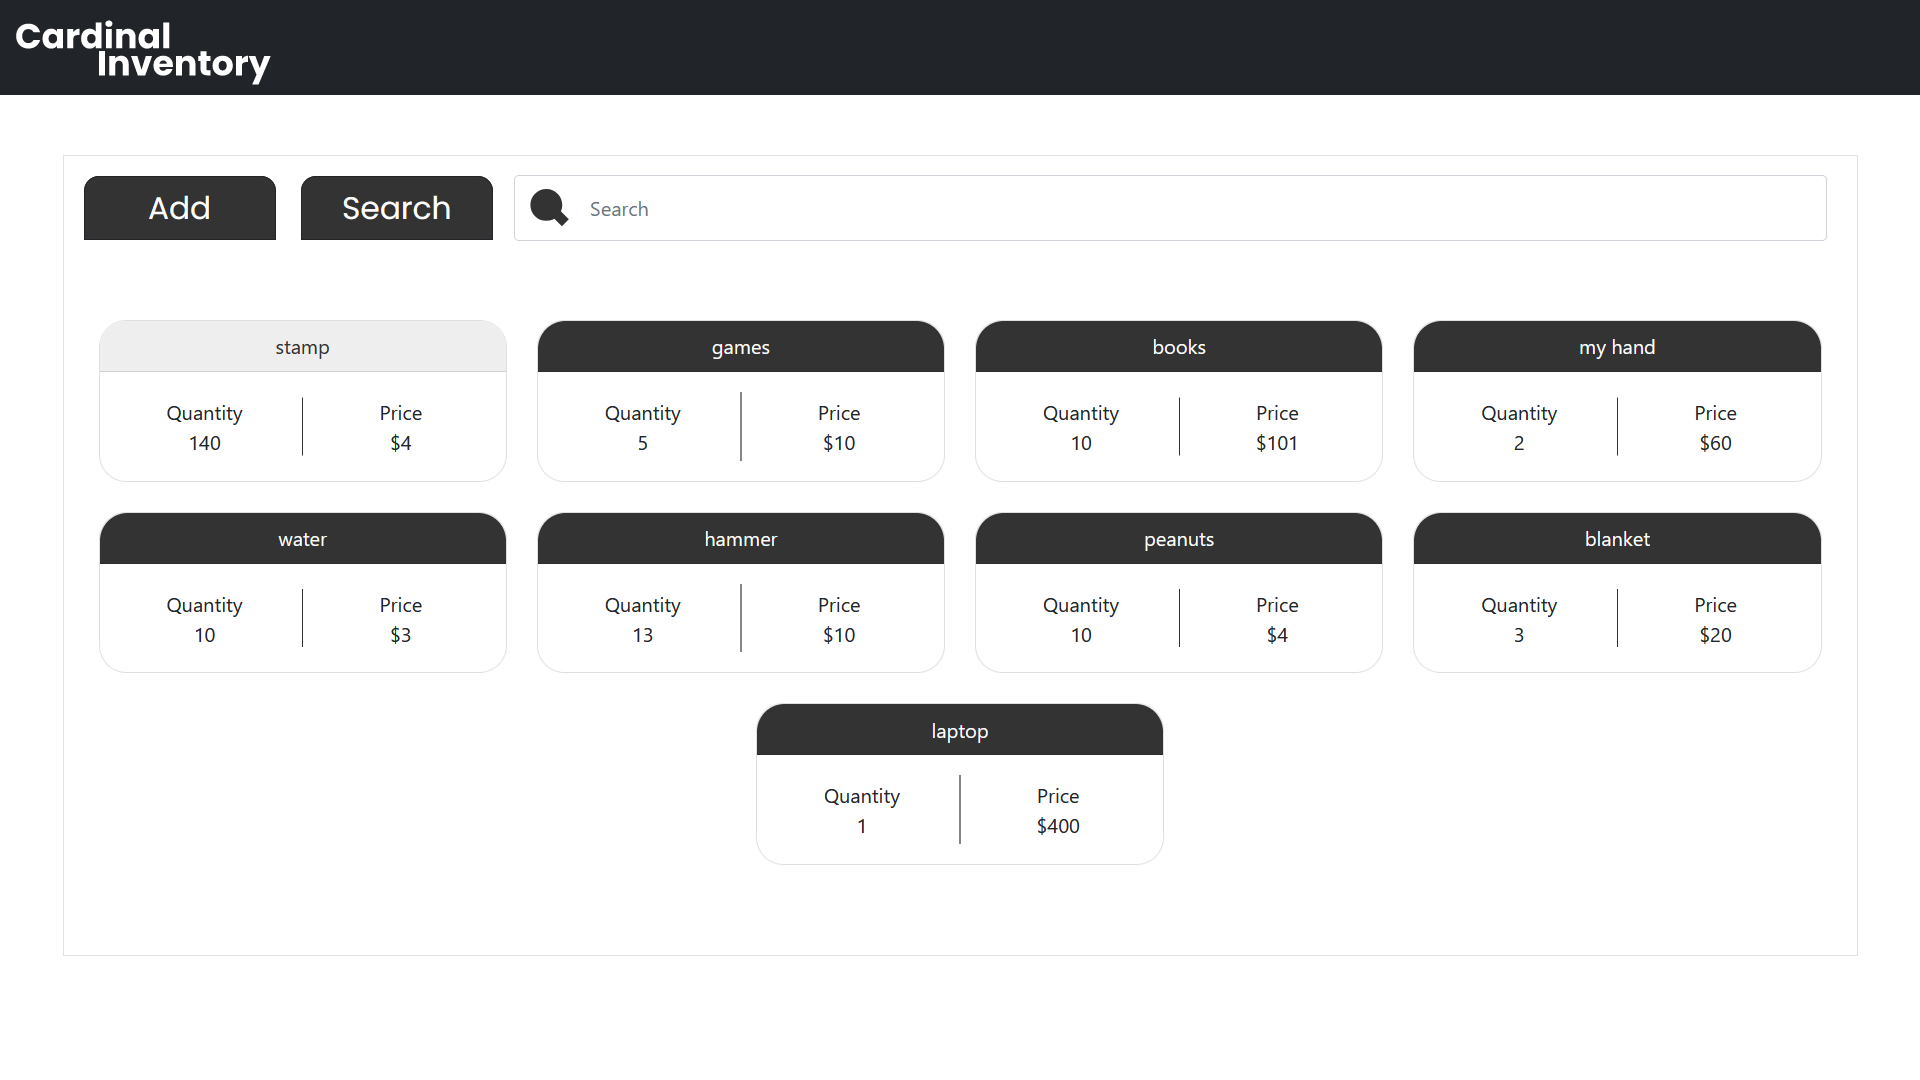 Cardinal
Inventory
Add
Search
Search
stamp
Quantity
140
Price
$4
games
Quantity
5
Price
$10
books
Quantity
10
Price
$101
my hand
Quantity
2
Price
$60
water
Quantity
10
Price
$3
hammer
Quantity
13
Price
$10
peanuts
Quantity
10
Price
$4
blanket
Quantity
3
Price
$20
laptop
Quantity
1
Price
$400